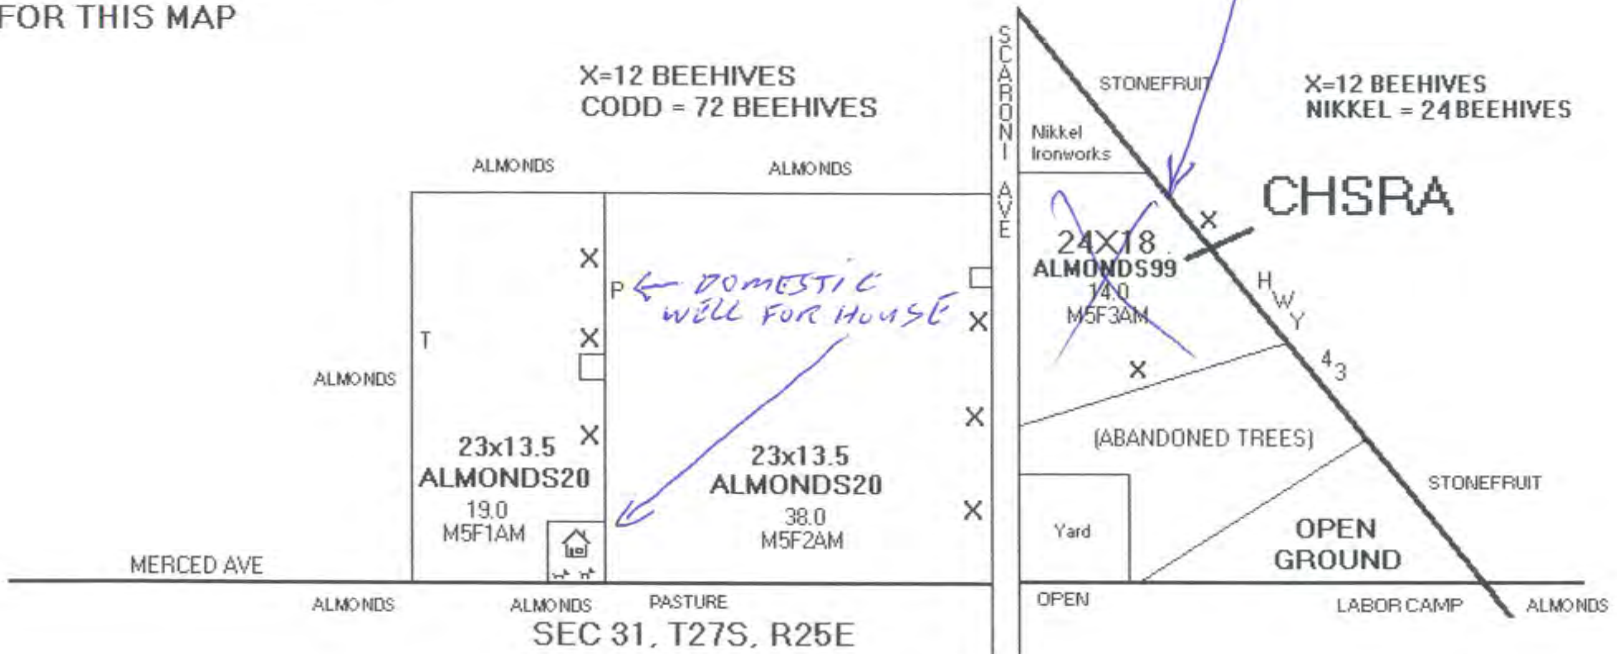 FOR THIS MAP
X=12 BEEHIVES
CODD = 72 BEEHIVES
SCARONI AVE
STONEFRUIT
X=12 BEEHIVES
NIKKEL = 24 BEEHIVES
Nikkel
Ironworks
ALMONDS
ALMONDS
CHSRA
X
24X18
ALMONDS99
14.0
M5F3AM
X
HWY 43
X
P ← DOMESTIC
WELL FOR HOUSE
X
T
X
ALMONDS
X
X
(ABANDONED TREES)
X
23x13.5
ALMONDS20
19.0
M5F1AM
23x13.5
ALMONDS20
38.0
M5F2AM
X
Yard
STONEFRUIT
OPEN
GROUND
MERCED AVE
ALMONDS
ALMONDS
PASTURE
OPEN
LABOR CAMP
ALMONDS
SEC 31, T27S, R25E